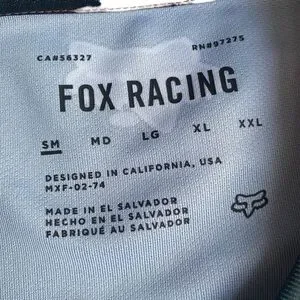 CA#56327 RN#97275
FOX RACING
SM MD LG XL XXL
DESIGNED IN CALIFORNIA, USA
MXF-02-74
MADE IN EL SALVADOR
HECHO EN EL SALVADOR
FABRIQUÉ AU SALVADOR